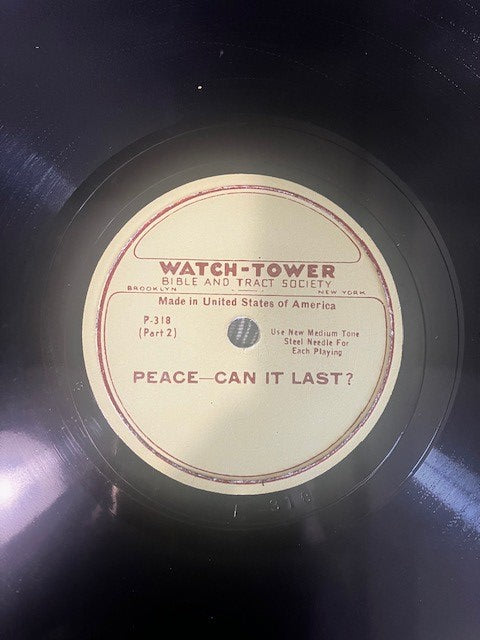 WATCH-TOWER
BIBLE AND TRACT SOCIETY
BROOKLYN NEW YORK
Made in United States of America
P-318
(Part 2)
Use New Medium Tone
Steel Needle For
Each Playing
PEACE—CAN IT LAST?